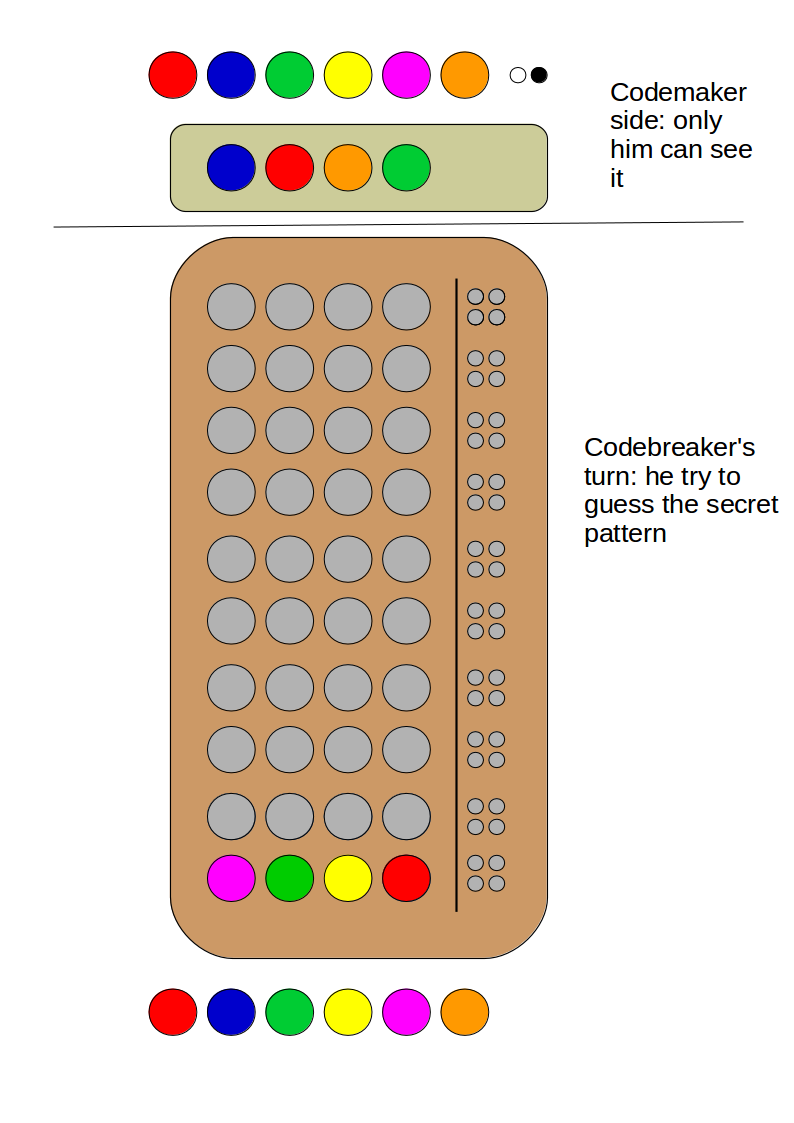 Codemaker
side: only
him can see
it
Codebreaker's
turn: he try to
guess the secret
pattern